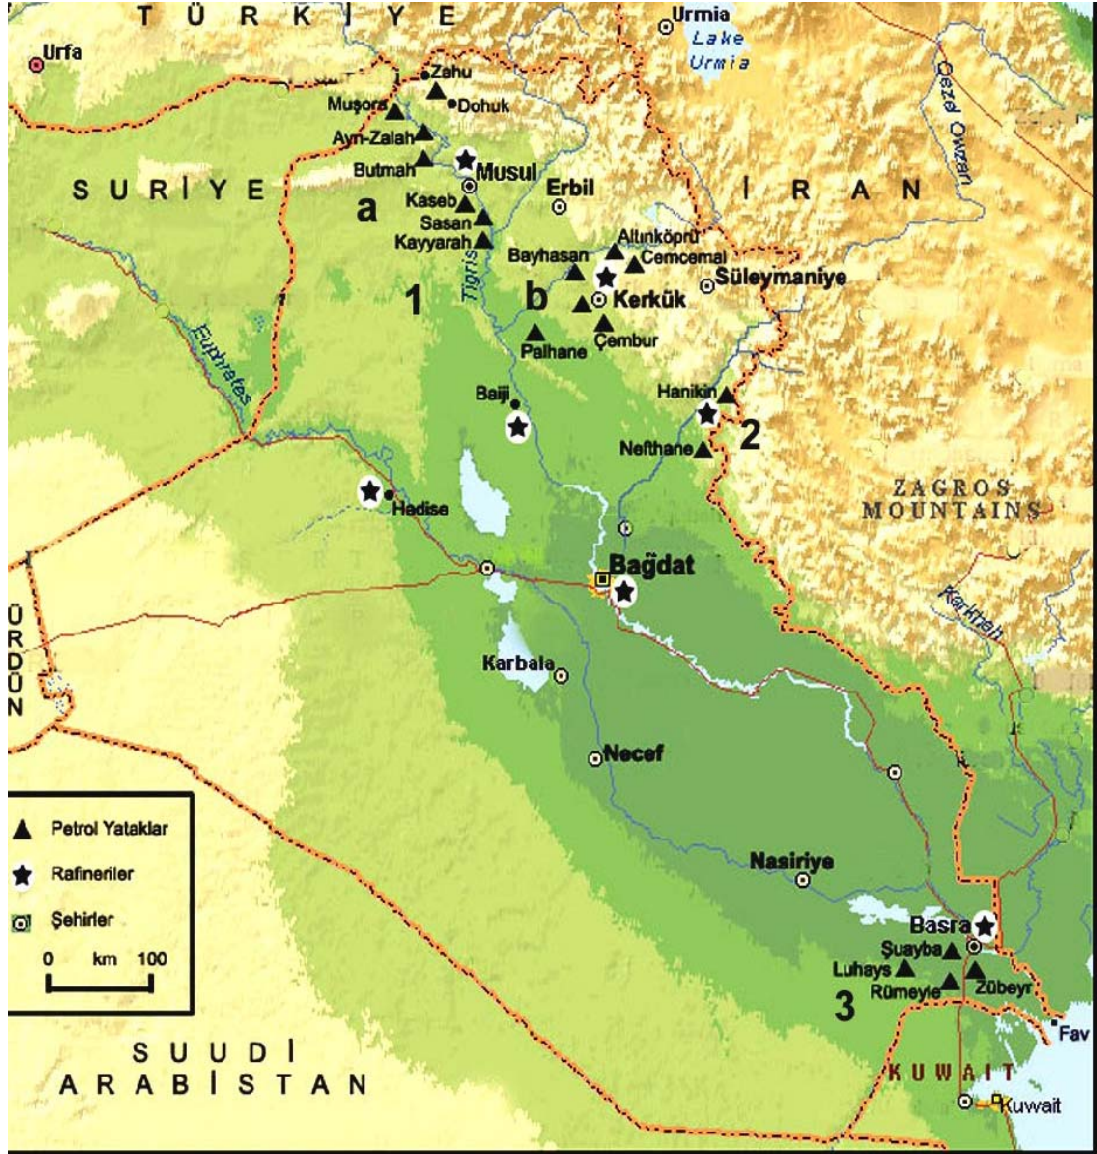 TÜRKİYE
Urmia
Lake
Urmia
Urfa
Zahu
Dohuk
Qezel Owzan
Muşora
Ayn-Zalah
Butmah
Musul
SURİYE
İRAN
Erbil
a
Kaseb
Sasan
Kayyarah
Altınköprü
Bayhasan
Cemcemal
Tigris
Süleymaniye
1
b
Kerkük
Çembur
Palhane
Euphrates
Baiji
Hanikin
2
Nefthane
ZAGROS
MOUNTAINS
Hadise
Bağdat
Karkheh
ÜRDÜN
Karbala
Necef
Petrol Yataklar
Rafineriler
Şehirler
0 km 100
Nasiriye
Basra
Şuayba
Luhays
Rümeyle
Zübeyr
3
Fav
SUUDİ
ARABİSTAN
KUWAIT
Kuwait